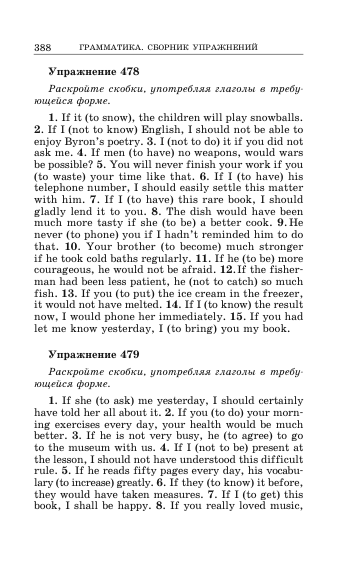 388 ГРАММАТИКА. СБОРНИК УПРАЖНЕНИЙ
Упражнение 478
Раскройте скобки, употребляя глаголы в требу-
ющейся форме.
1. If it (to snow), the children will play snowballs.
2. If I (not to know) English, I should not be able to
enjoy Byron's poetry. 3. I (not to do) it if you did not
ask me. 4. If men (to have) no weapons, would wars
be possible? 5. You will never finish your work if you
(to waste) your time like that. 6. If I (to have) his
telephone number, I should easily settle this matter
with him. 7. If I (to have) this rare book, I should
gladly lend it to you. 8. The dish would have been
much more tasty if she (to be) a better cook. 9. He
never (to phone) you if I hadn't reminded him to do
that. 10. Your brother (to become) much stronger
if he took cold baths regularly. 11. If he (to be) more
courageous, he would not be afraid. 12. If the fisher-
man had been less patient, he (not to catch) so much
fish. 13. If you (to put) the ice cream in the freezer,
it would not have melted. 14. If I (to know) the result
now, I would phone her immediately. 15. If you had
let me know yesterday, I (to bring) you my book.
Упражнение 479
Раскройте скобки, употребляя глаголы в требу-
ющейся форме.
1. If she (to ask) me yesterday, I should certainly
have told her all about it. 2. If you (to do) your morn-
ing exercises every day, your health would be much
better. 3. If he is not very busy, he (to agree) to go
to the museum with us. 4. If I (not to be) present at
the lesson, I should not have understood this difficult
rule. 5. If he reads fifty pages every day, his vocabu-
lary (to increase) greatly. 6. If they (to know) it before,
they would have taken measures. 7. If I (to get) this
book, I shall be happy. 8. If you really loved music,